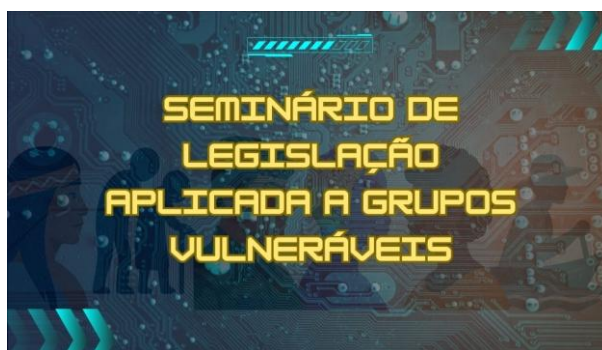 SEMINÁRIO DE
LEGISLAÇÃO
APLICADA A GRUPOS
VULNERÁVEIS